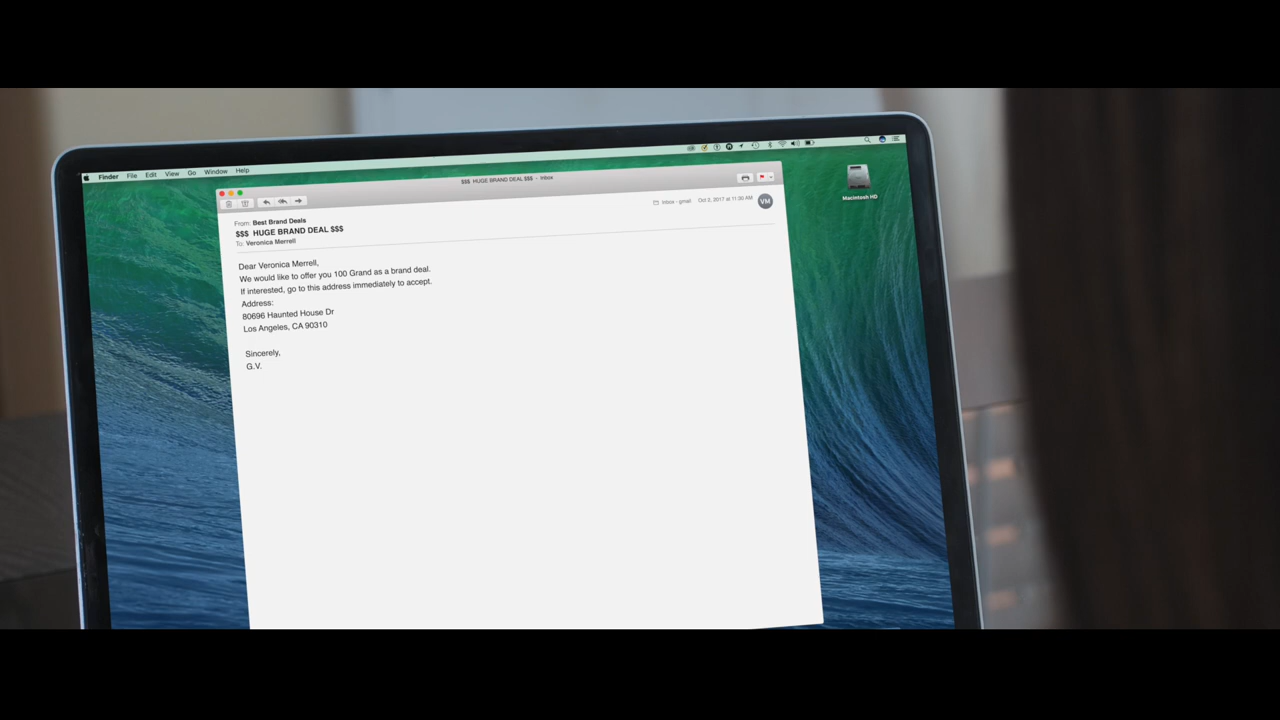 Finder File Edit View Go Window Help
$$$ HUGE BRAND DEAL $$$ - Inbox
From: Best Brand Deals
Inbox - gmail Oct 2, 2017 at 11:30 AM VM
$$$ HUGE BRAND DEAL $$$
To: Veronica Merrell
Macintosh HD
Dear Veronica Merrell,
We would like to offer you 100 Grand as a brand deal.
If interested, go to this address immediately to accept.
Address:
80696 Haunted House Dr
Los Angeles, CA 90310
Sincerely,
G.V.